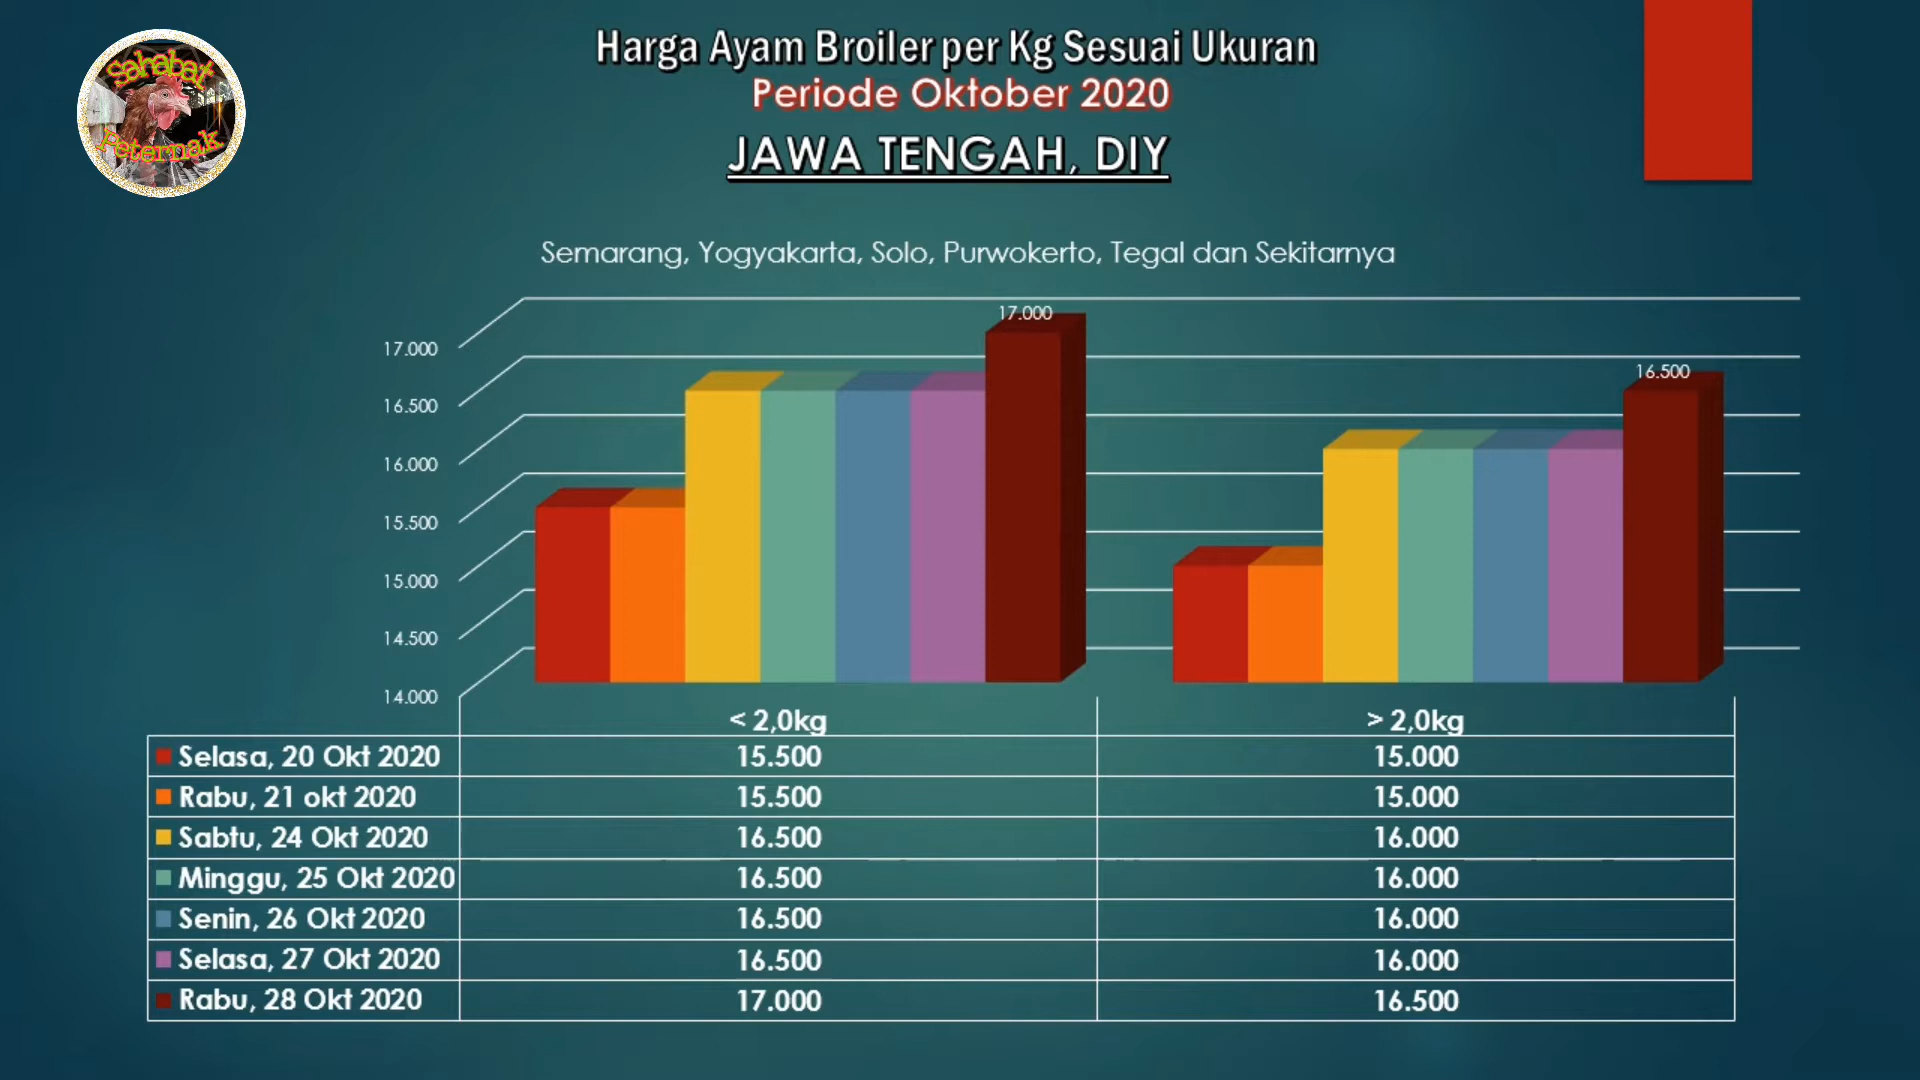 Sahabat
Peternak
Harga Ayam Broiler per Kg Sesuai Ukuran
Periode Oktober 2020
JAWA TENGAH, DIY
Semarang, Yogyakarta, Solo, Purwokerto, Tegal dan Sekitarnya
17.000
16.500
16.000
15.500
15.000
14.500
14.000
17.000
16.500
< 2,0kg > 2,0kg
Selasa, 20 Okt 2020 15.500 15.000
Rabu, 21 okt 2020 15.500 15.000
Sabtu, 24 Okt 2020 16.500 16.000
Minggu, 25 Okt 2020 16.500 16.000
Senin, 26 Okt 2020 16.500 16.000
Selasa, 27 Okt 2020 16.500 16.000
Rabu, 28 Okt 2020 17.000 16.500